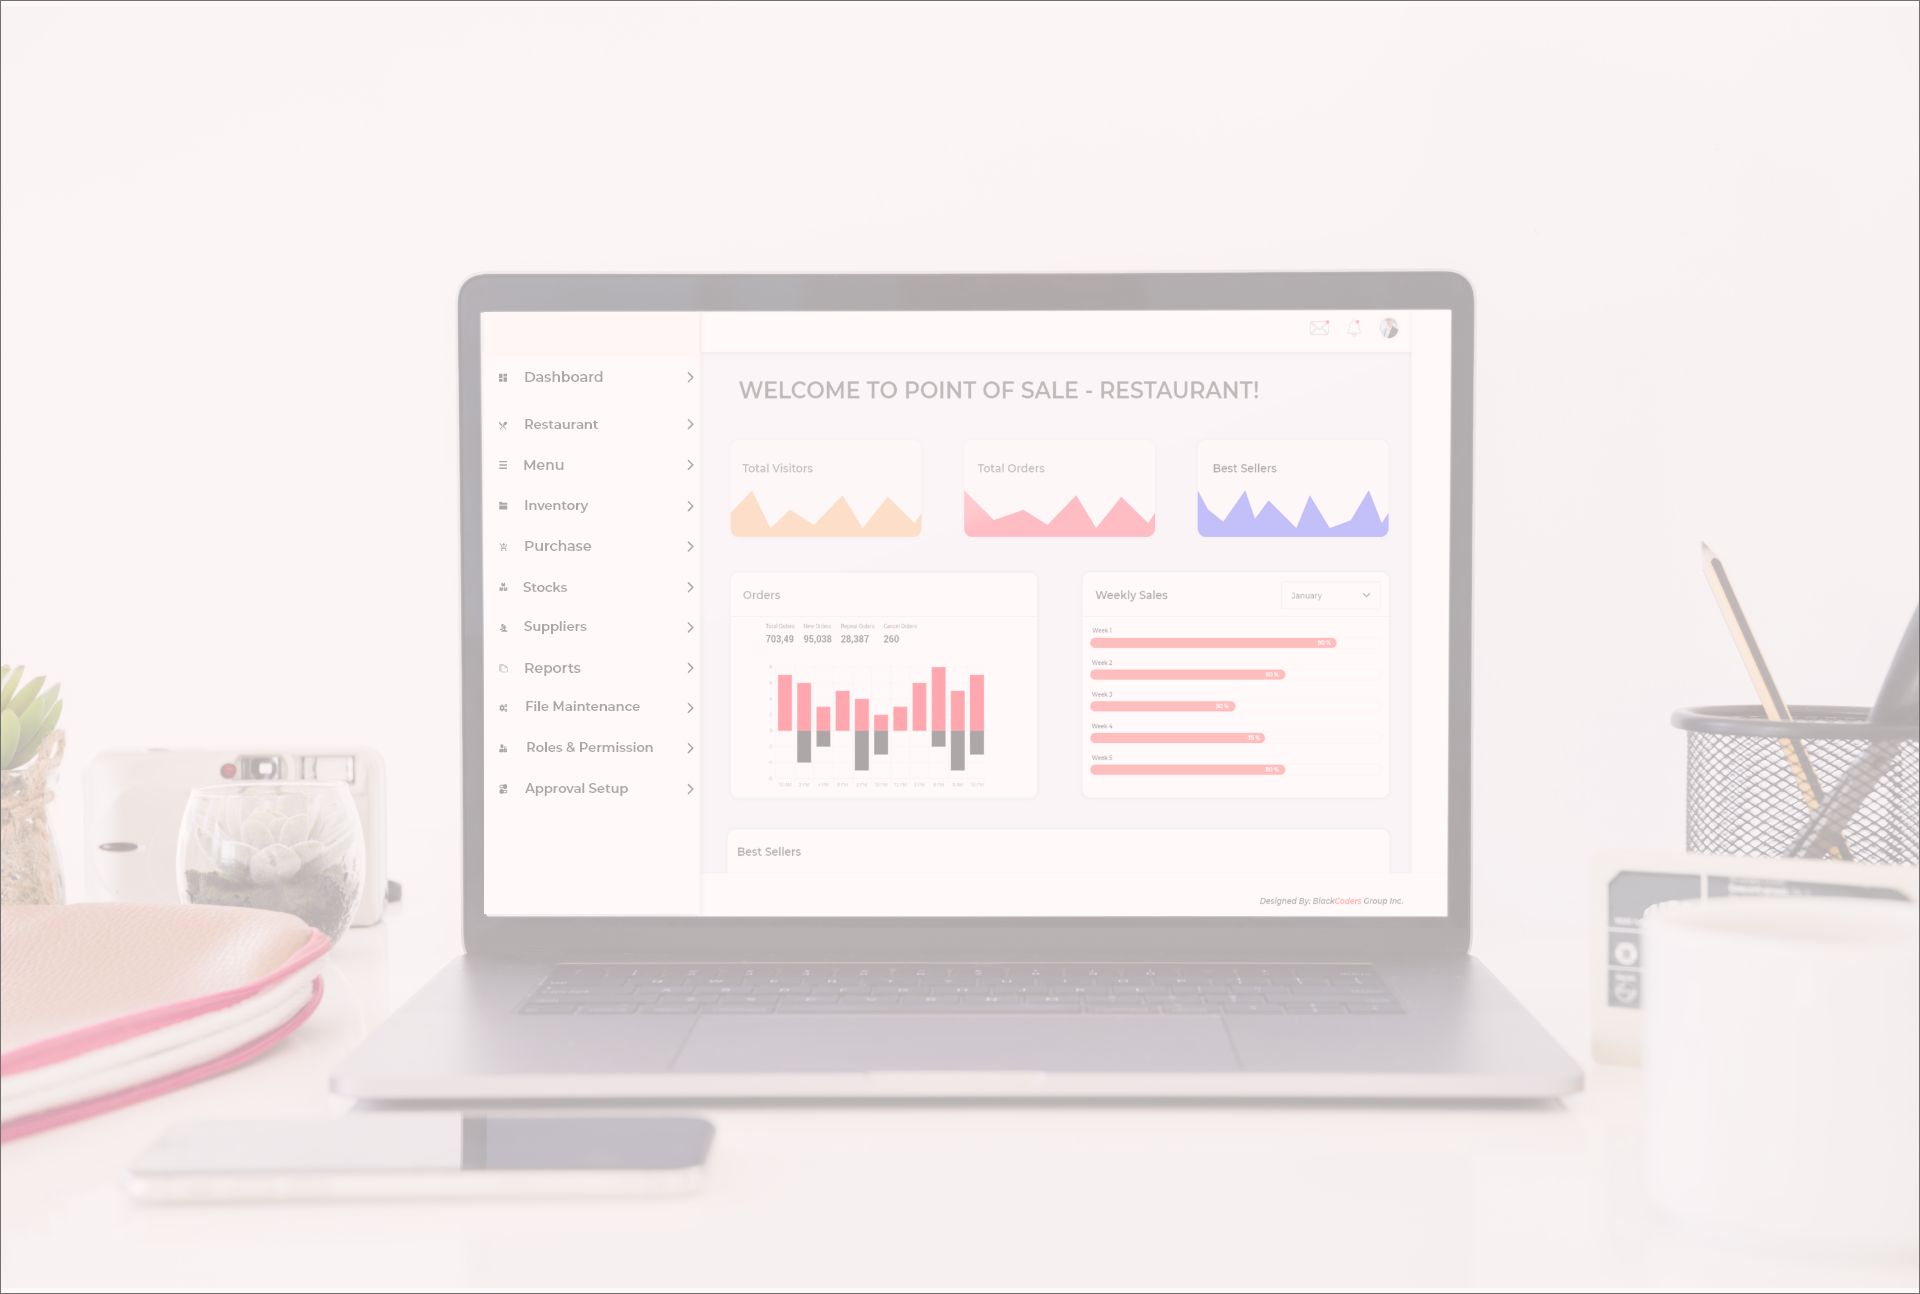 Dashboard
Restaurant
Menu
Inventory
Purchase
Stocks
Suppliers
Reports
File Maintenance
Roles & Permission
Approval Setup
WELCOME TO POINT OF SALE - RESTAURANT!
Total Visitors
Total Orders
Best Sellers
Orders
Total Orders New Orders Repeat Orders Cancel Orders
703,49 95,038 28,387 260
Weekly Sales
January
Week 1
Week 2
Week 3
Week 4
Week 5
Best Sellers
Designed By: BlackCoders Group Inc.